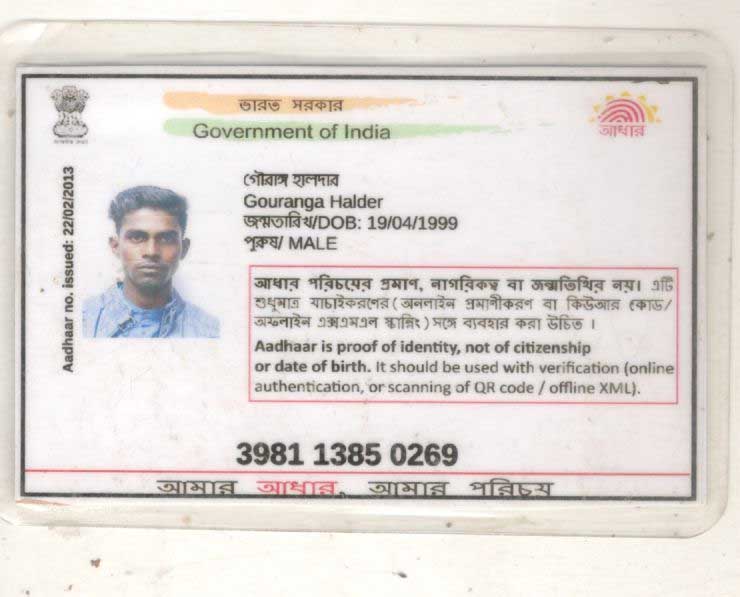 ভারত সরকার
Government of India
আধার
Aadhaar no. issued: 22/02/2013
গৌরাঙ্গ হালদার
Gouranga Halder
জন্মতারিখ/DOB: 19/04/1999
পুরুষ/ MALE
আধার পরিচয়ের প্রমাণ, নাগরিকত্ব বা জন্মতিথির নয়। এটি
শুধুমাত্র যাচাইকরণের (অনলাইন প্রমাণীকরণ বা কিউআর কোড/
অফলাইন এক্সএমএল স্ক্যানিং) সঙ্গে ব্যবহার করা উচিত ।
Aadhaar is proof of identity, not of citizenship
or date of birth. It should be used with verification (online
authentication, or scanning of QR code / offline XML).
3981 1385 0269
আমার আধার, আমার পরিচয়